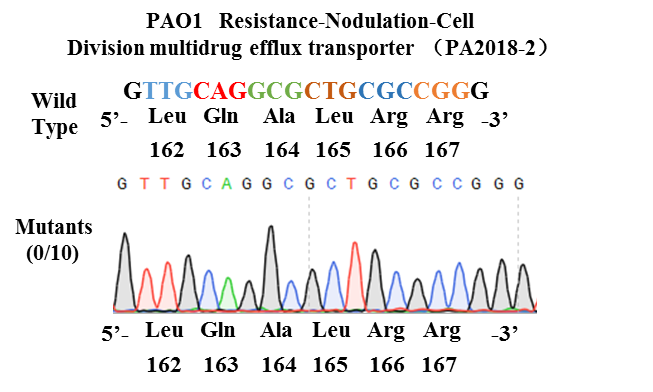 PAO1 Resistance-Nodulation-Cell
Division multidrug efflux transporter （PA2018-2）
GTTGCAGGCGCTGCGCCGGG
Wild Type
5’- Leu Gln Ala Leu Arg Arg -3’
162 163 164 165 166 167
G T T G C A G G C G C T G C G C C G G G
Mutants
(0/10)
5’- Leu Gln Ala Leu Arg Arg -3’
162 163 164 165 166 167